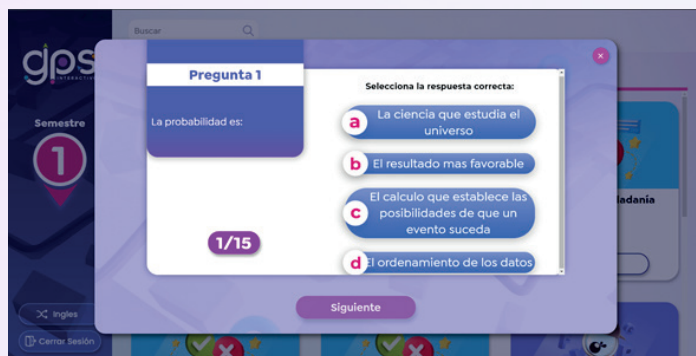 Buscar
gps
INTERACTIVO
Semestre
1
Ingles
Cerrar Sesión
Pregunta 1
La probabilidad es:
1/15
Selecciona la respuesta correcta:
a
La ciencia que estudia el
universo
b
El resultado mas favorable
c
El calculo que establece las
posibilidades de que un
evento suceda
d
El ordenamiento de los datos
Siguiente
ladanía